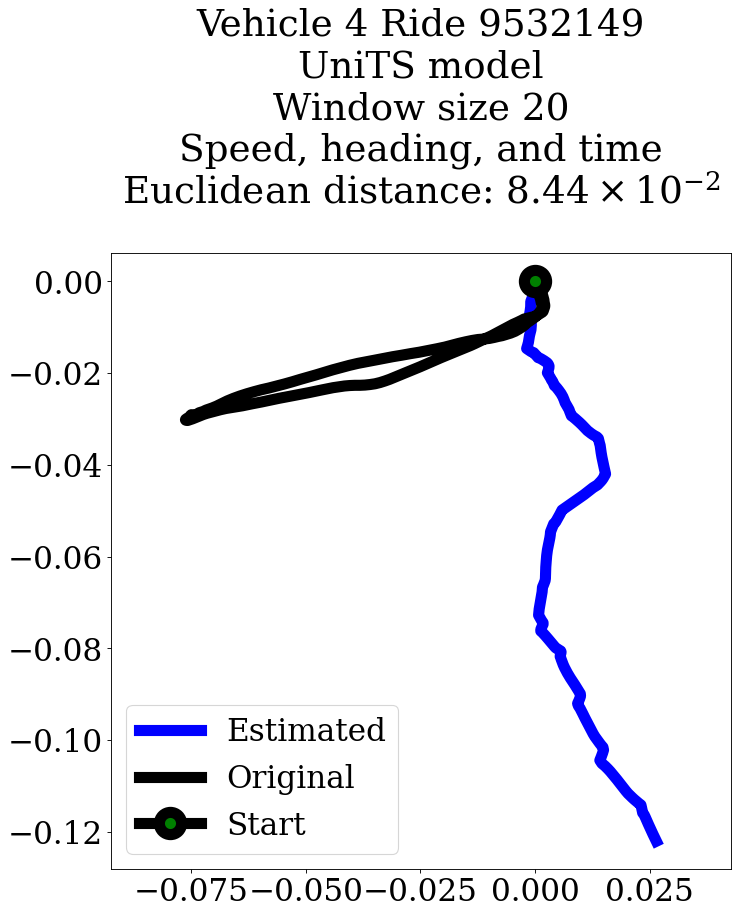 Vehicle 4 Ride 9532149
UniTS model
Window size 20
Speed, heading, and time
Euclidean distance: 8.44 × 10⁻²
0.00
−0.02
−0.04
−0.06
−0.08
−0.10
−0.12
Estimated
Original
Start
−0.075−0.050−0.025 0.000 0.025